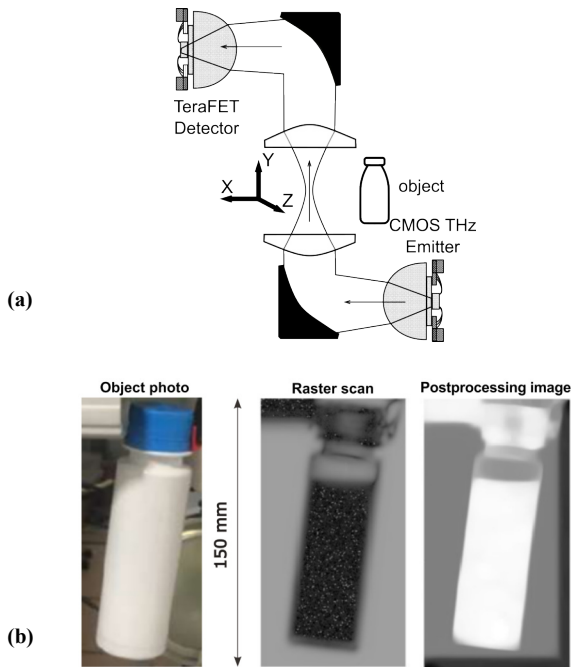 TeraFET
Detector
Y
X
Z
object
CMOS THz
Emitter
(a)
Object photo
Raster scan
Postprocessing image
150 mm
(b)